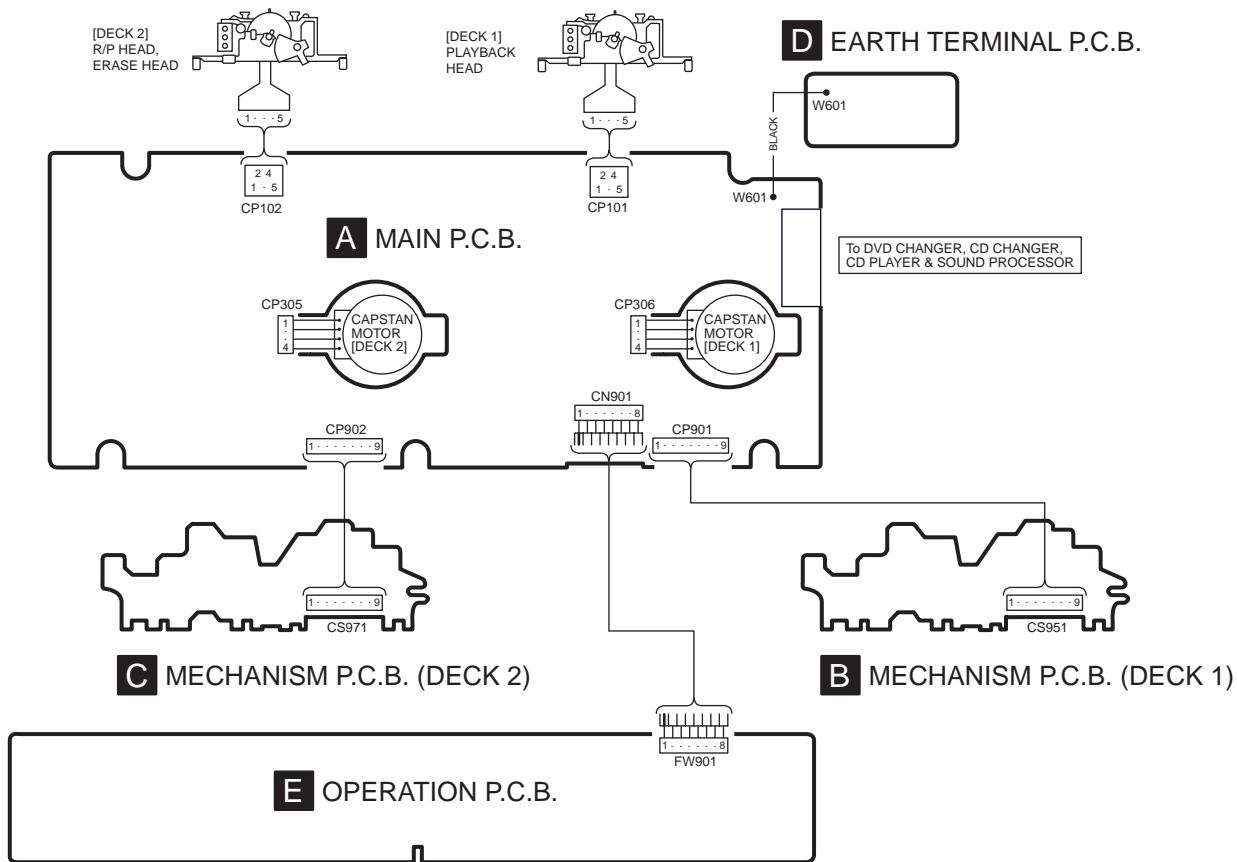 [DECK 2]
R/P HEAD,
ERASE HEAD
[DECK 1]
PLAYBACK
HEAD
D EARTH TERMINAL P.C.B.
1 · · · 5
1 · · · 5
W601
BLACK
2 4
1 · 5
CP102
2 4
1 · 5
CP101
W601
A MAIN P.C.B.
To DVD CHANGER, CD CHANGER,
CD PLAYER & SOUND PROCESSOR
CP305
1
·
·
4
CAPSTAN
MOTOR
[DECK 2]
CP306
1
·
·
4
CAPSTAN
MOTOR
[DECK 1]
CN901
1 · · · · · · 8
CP902
1 · · · · · · · 9
CP901
1 · · · · · · · 9
1 · · · · · · · 9
CS971
1 · · · · · · · 9
CS951
C MECHANISM P.C.B. (DECK 2)
B MECHANISM P.C.B. (DECK 1)
1 · · · · · · 8
FW901
E OPERATION P.C.B.